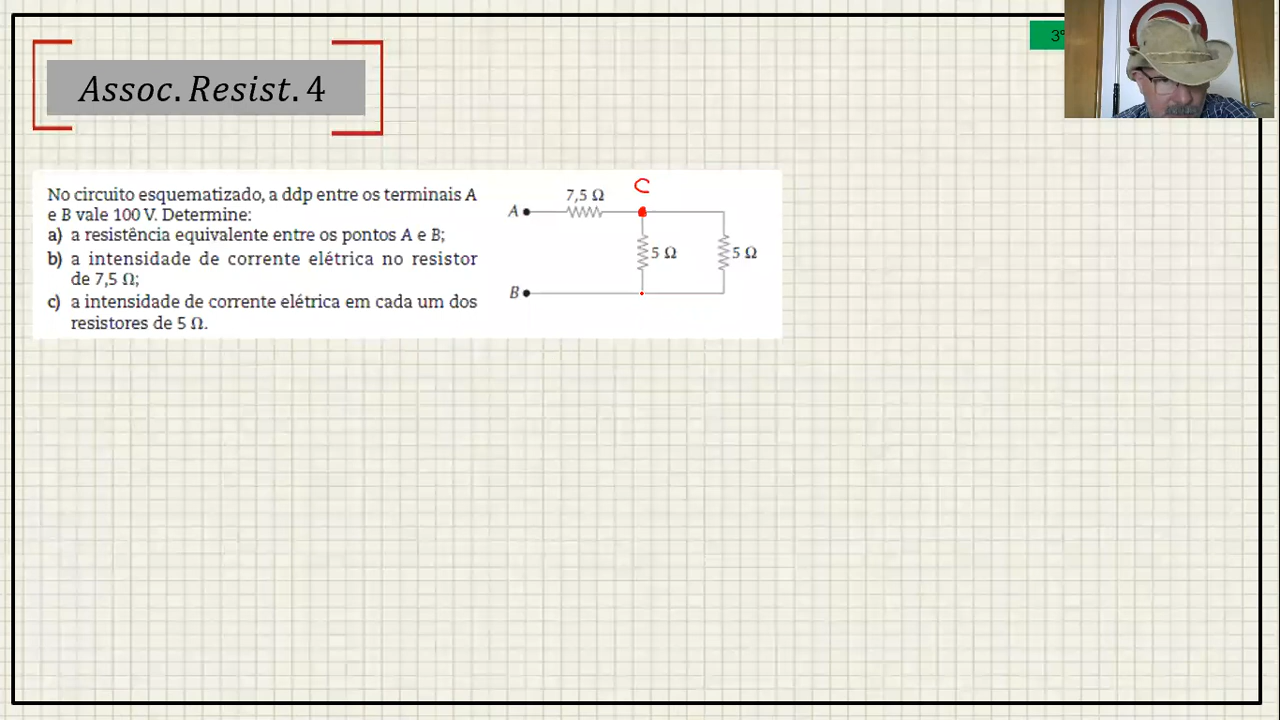 Assoc. Resist. 4
3º
No circuito esquematizado, a ddp entre os terminais A
e B vale 100 V. Determine:
a) a resistência equivalente entre os pontos A e B;
b) a intensidade de corrente elétrica no resistor
de 7,5 Ω;
c) a intensidade de corrente elétrica em cada um dos
resistores de 5 Ω.
7,5 Ω
C
A
5 Ω
5 Ω
B